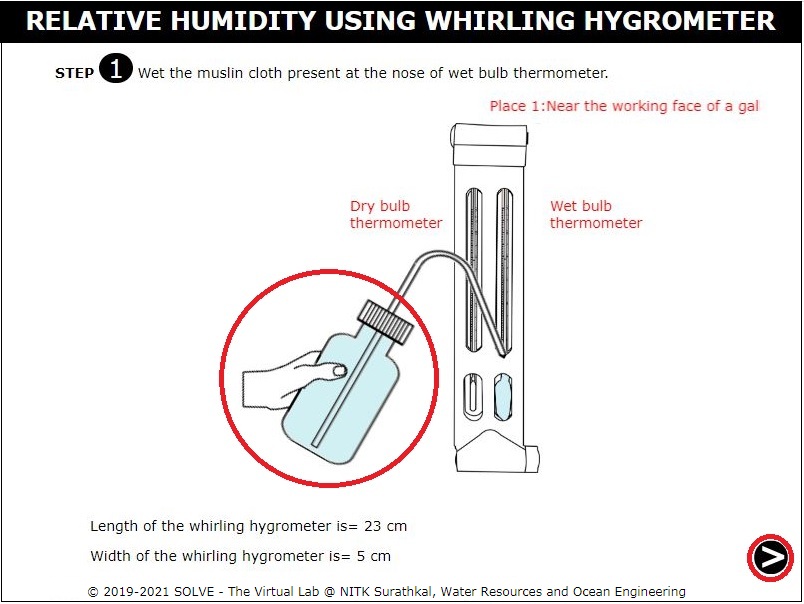 RELATIVE HUMIDITY USING WHIRLING HYGROMETER
STEP 1 Wet the muslin cloth present at the nose of wet bulb thermometer.
Place 1:Near the working face of a gal
Dry bulb
thermometer
Wet bulb
thermometer
Length of the whirling hygrometer is= 23 cm
Width of the whirling hygrometer is= 5 cm
© 2019-2021 SOLVE - The Virtual Lab @ NITK Surathkal, Water Resources and Ocean Engineering